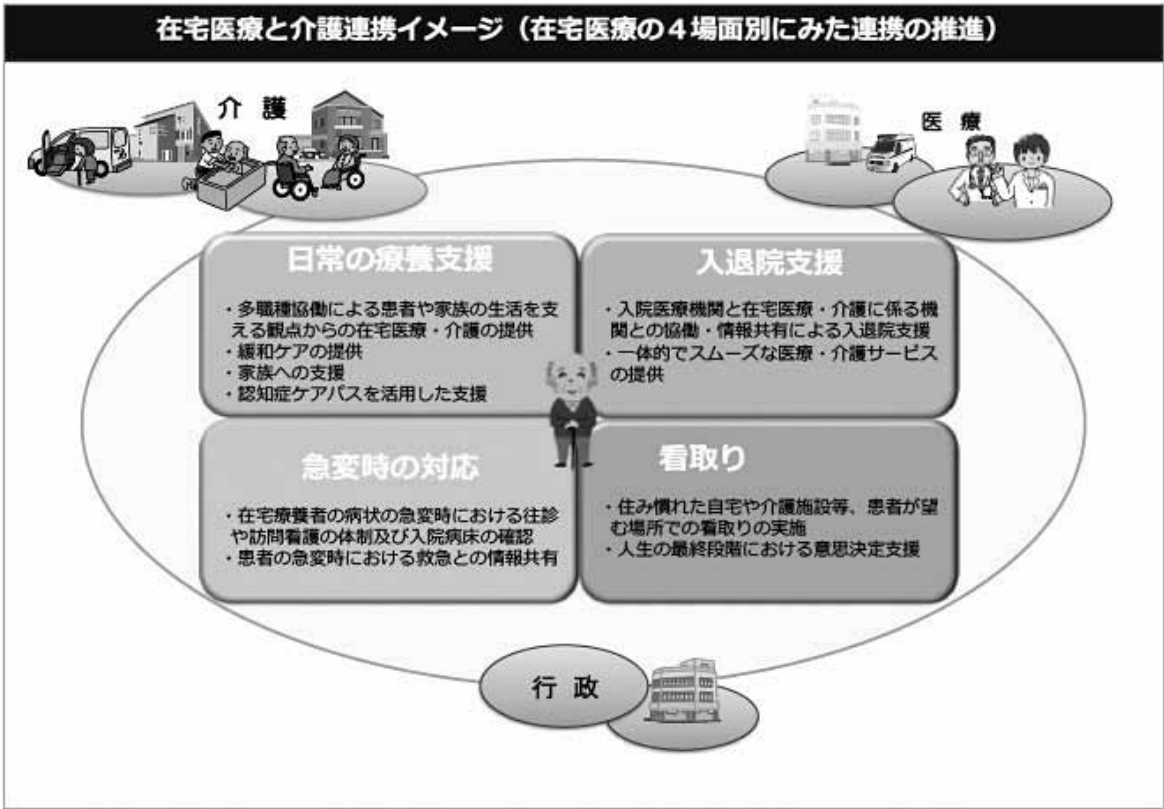 在宅医療と介護連携イメージ（在宅医療の４場面別にみた連携の推進）
介 護
医 療
日常の療養支援
・多職種協働による患者や家族の生活を支
える観点からの在宅医療・介護の提供
・緩和ケアの提供
・家族への支援
・認知症ケアパスを活用した支援
入退院支援
・入院医療機関と在宅医療・介護に係る機
関との協働・情報共有による入退院支援
・一体的でスムーズな医療・介護サービス
の提供
急変時の対応
・在宅療養者の病状の急変時における往診
や訪問看護の体制及び入院病床の確認
・患者の急変時における救急との情報共有
看取り
・住み慣れた自宅や介護施設等、患者が望
む場所での看取りの実施
・人生の最終段階における意思決定支援
行 政